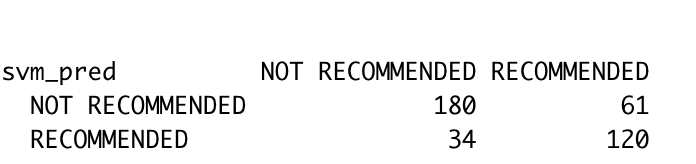 svm_pred NOT RECOMMENDED RECOMMENDED
NOT RECOMMENDED 180 61
RECOMMENDED 34 120